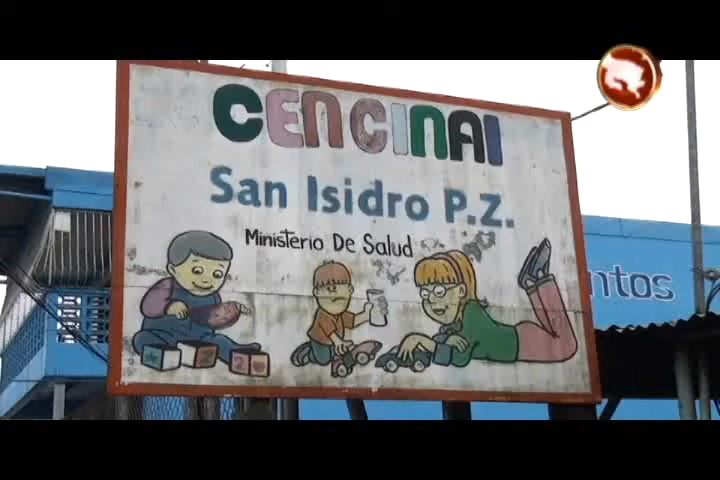 CENCINAI
San Isidro P.Z.
Ministerio De Salud
ntos